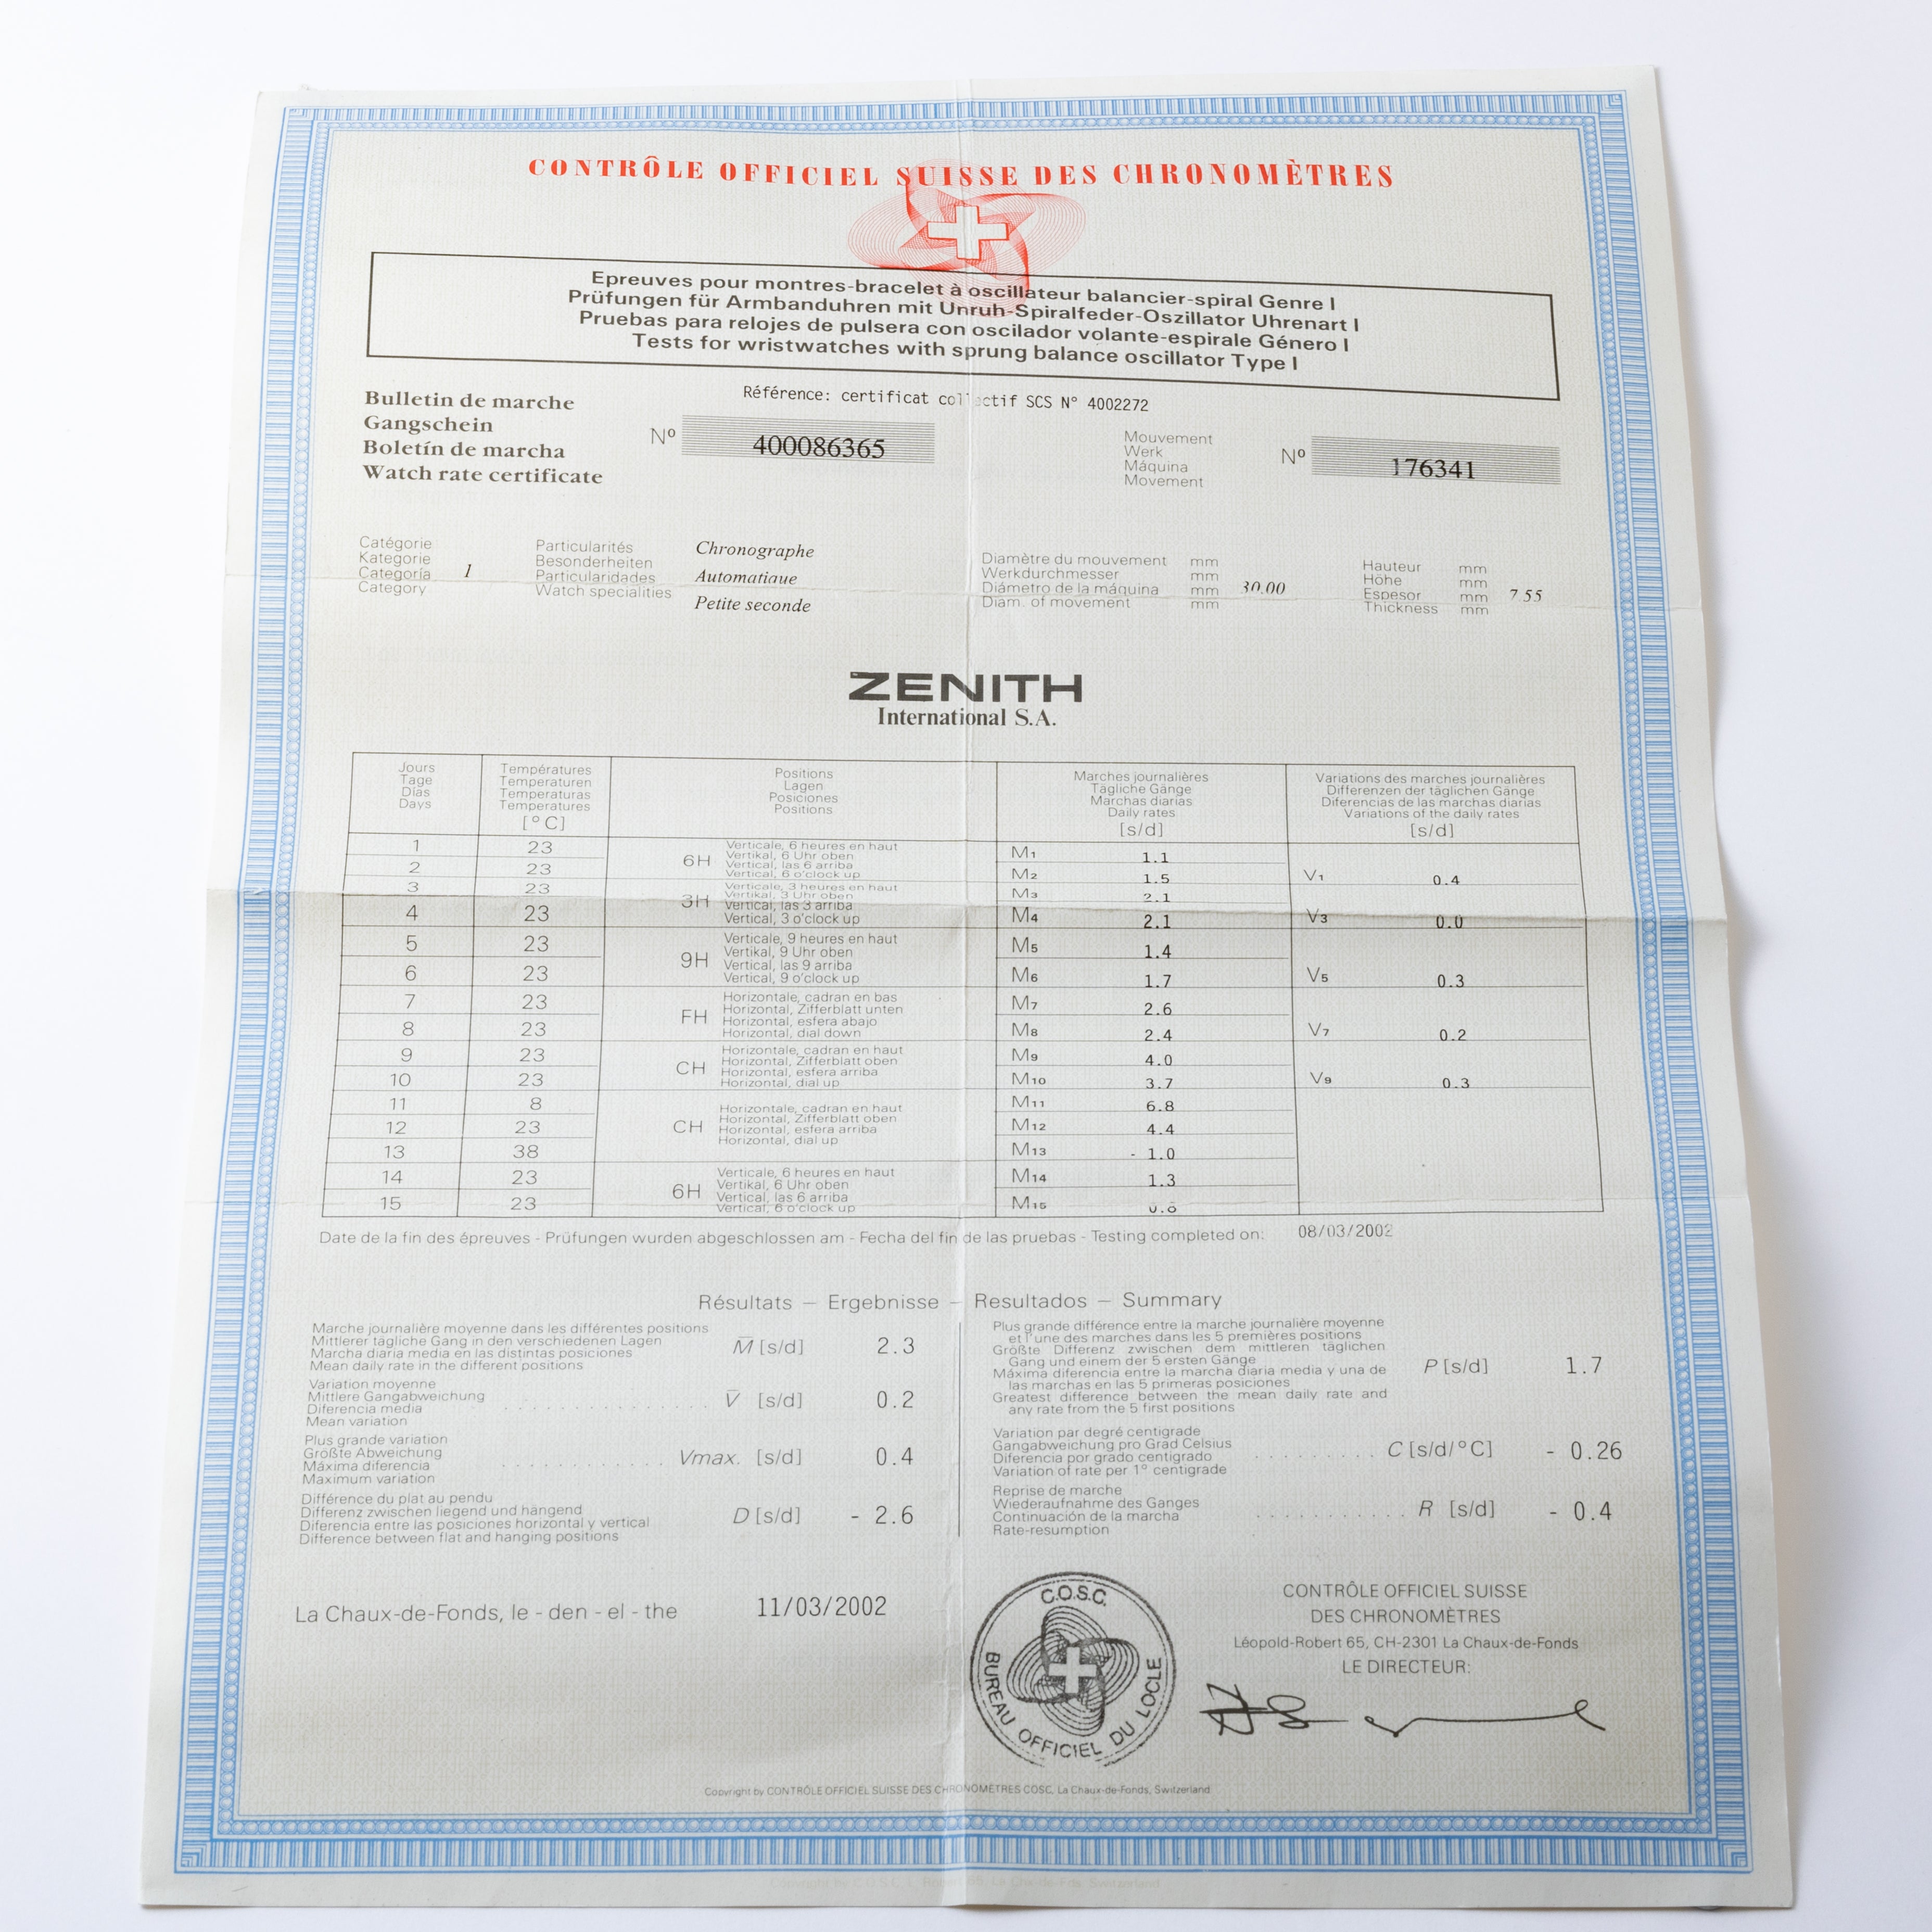 CONTRÔLE OFFICIEL SUISSE DES CHRONOMÈTRES
Epreuves pour montres-bracelet à oscillateur balancier-spiral Genre I
Prüfungen für Armbanduhren mit Unruh-Spiralfeder-Oszillator Uhrenart I
Pruebas para relojes de pulsera con oscilador volante-espirale Género I
Tests for wristwatches with sprung balance oscillator Type I
Référence: certificat collectif SCS N° 4002272
Bulletin de marche
Gangschein
Boletín de marcha
Watch rate certificate
Nº 400086365
Mouvement
Werk
Máquina
Movement
Nº 176341
Catégorie
Kategorie
Categoría
Category
1
Particularités
Besonderheiten
Particularidades
Watch specialities
Chronographe
Automatique
Petite seconde
Diamètre du mouvement mm
Werkdurchmesser mm
Diámetro de la máquina mm
Diam. of movement mm
30.00
Hauteur mm
Höhe mm
Espesor mm
Thickness mm
7.55
ZENITH
International S.A.
Jours
Tage
Días
Days
Températures
Temperaturen
Temperaturas
Temperatures
[°C]
Positions
Lagen
Posiciones
Positions
Marches journalières
Tägliche Gänge
Marchas diarias
Daily rates
[s/d]
Variations des marches journalières
Differenzen der täglichen Gänge
Diferencias de las marchas diarias
Variations of the daily rates
[s/d]
1 23 M1 1.1
2 23 M2 1.5 V1 0.4
6H
Verticale, 6 heures en haut
Vertikal, 6 Uhr oben
Vertical, las 6 arriba
Vertical, 6 o'clock up
3 23 M3 2.1
4 23 M4 2.1 V3 0.0
3H
Verticale, 3 heures en haut
Vertikal, 3 Uhr oben
Vertical, las 3 arriba
Vertical, 3 o'clock up
5 23 M5 1.4
6 23 M6 1.7 V5 0.3
9H
Verticale, 9 heures en haut
Vertikal, 9 Uhr oben
Vertical, las 9 arriba
Vertical, 9 o'clock up
7 23 M7 2.6
8 23 M8 2.4 V7 0.2
FH
Horizontale, cadran en bas
Horizontal, Zifferblatt unten
Horizontal, esfera abajo
Horizontal, dial down
9 23 M9 4.0
10 23 M10 3.7 V9 0.3
CH
Horizontale, cadran en haut
Horizontal, Zifferblatt oben
Horizontal, esfera arriba
Horizontal, dial up
11 8 M11 6.8
12 23 M12 4.4
13 38 M13 - 1.0
CH
Horizontale, cadran en haut
Horizontal, Zifferblatt oben
Horizontal, esfera arriba
Horizontal, dial up
14 23 M14 1.3
15 23 M15
6H
Verticale, 6 heures en haut
Vertikal, 6 Uhr oben
Vertical, las 6 arriba
Vertical, 6 o'clock up
Date de la fin des épreuves - Prüfungen wurden abgeschlossen am - Fecha del fin de las pruebas - Testing completed on: 08/03/2002
Résultats – Ergebnisse – Resultados – Summary
Marche journalière moyenne dans les différentes positions
Mittlerer tägliche Gang in den verschiedenen Lagen
Marcha diaria media en las distintas posiciones
Mean daily rate in the different positions
M̅ [s/d] 2.3
Variation moyenne
Mittlere Gangabweichung
Diferencia media
Mean variation
V̅ [s/d] 0.2
Plus grande variation
Größte Abweichung
Máxima diferencia
Maximum variation
Vmax. [s/d] 0.4
Différence du plat au pendu
Differenz zwischen liegend und hängend
Diferencia entre las posiciones horizontal y vertical
Difference between flat and hanging positions
D [s/d] - 2.6
Plus grande différence entre la marche journalière moyenne
et l'une des marches dans les 5 premières positions
Größte Differenz zwischen dem mittleren täglichen
Gang und einem der 5 ersten Gänge
Máxima diferencia entre la marcha diaria media y una de
las marchas en las 5 primeras posiciones
Greatest difference between the mean daily rate and
any rate from the 5 first positions
P [s/d] 1.7
Variation par degré centigrade
Gangabweichung pro Grad Celsius
Diferencia por grado centigrado
Variation of rate per 1° centigrade
C [s/d/°C] - 0.26
Reprise de marche
Wiederaufnahme des Ganges
Continuación de la marcha
Rate-resumption
R [s/d] - 0.4
La Chaux-de-Fonds, le - den - el - the 11/03/2002
C.O.S.C.
BUREAU OFFICIEL DU LOCLE
CONTRÔLE OFFICIEL SUISSE
DES CHRONOMÈTRES
Léopold-Robert 65, CH-2301 La Chaux-de-Fonds
LE DIRECTEUR:
Copyright by CONTRÔLE OFFICIEL SUISSE DES CHRONOMÈTRES COSC, La Chaux-de-Fonds, Switzerland